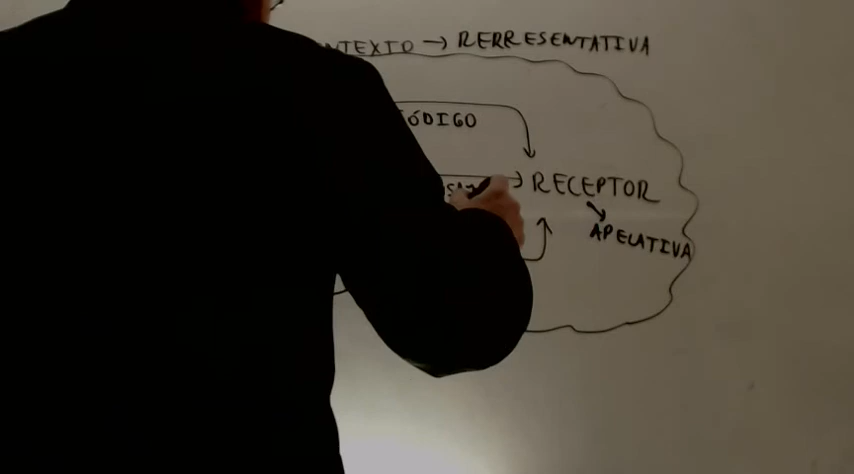 NTEXTO → RERRESENTATIVA
ÓDIGO
RECEPTOR
APELATIVA